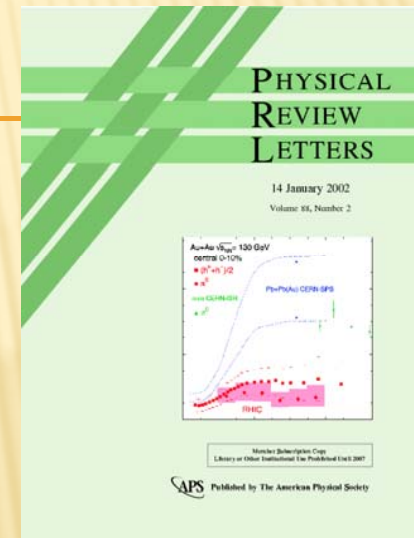 PHYSICAL
REVIEW
LETTERS
14 January 2002
Volume 88, Number 2
Au+Au √sNN = 130 GeV
central 0-10%
(h⁺+h⁻)/2
π⁰
CERN-ISR
π⁰
Pb+Pb(Au) CERN-SPS
RHIC
Member Subscription Copy
Library or Other Institutional Use Prohibited Until 2007
APS Published by The American Physical Society